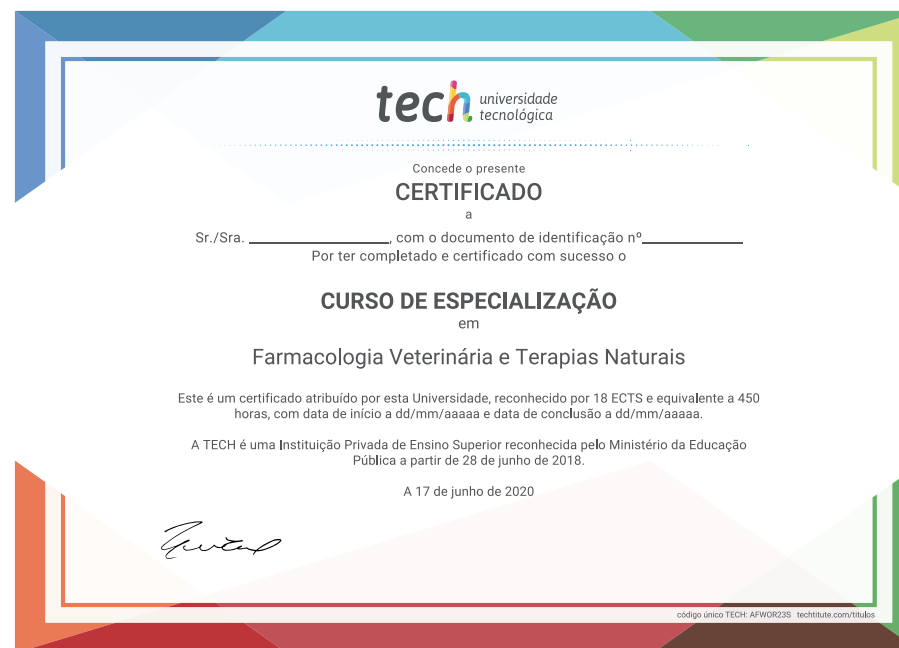 tech universidade
tecnológica
Concede o presente
CERTIFICADO
a
Sr./Sra. ____________________, com o documento de identificação nº______________
Por ter completado e certificado com sucesso o
CURSO DE ESPECIALIZAÇÃO
em
Farmacologia Veterinária e Terapias Naturais
Este é um certificado atribuído por esta Universidade, reconhecido por 18 ECTS e equivalente a 450
horas, com data de início a dd/mm/aaaaa e data de conclusão a dd/mm/aaaaa.
A TECH é uma Instituição Privada de Ensino Superior reconhecida pelo Ministério da Educação
Pública a partir de 28 de junho de 2018.
A 17 de junho de 2020
código único TECH: AFWOR23S techtitute.com/titulos